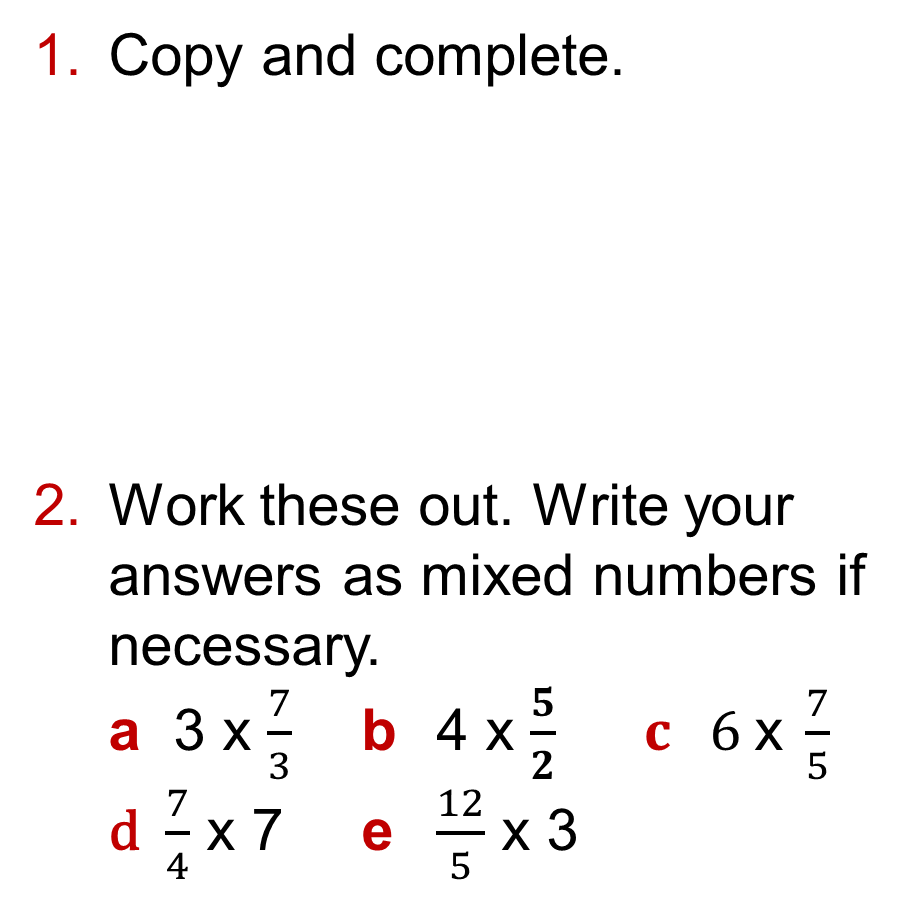 1. Copy and complete.
2. Work these out. Write your
answers as mixed numbers if
necessary.
a 3 x 7/3 b 4 x 5/2 c 6 x 7/5
d 7/4 x 7 e 12/5 x 3